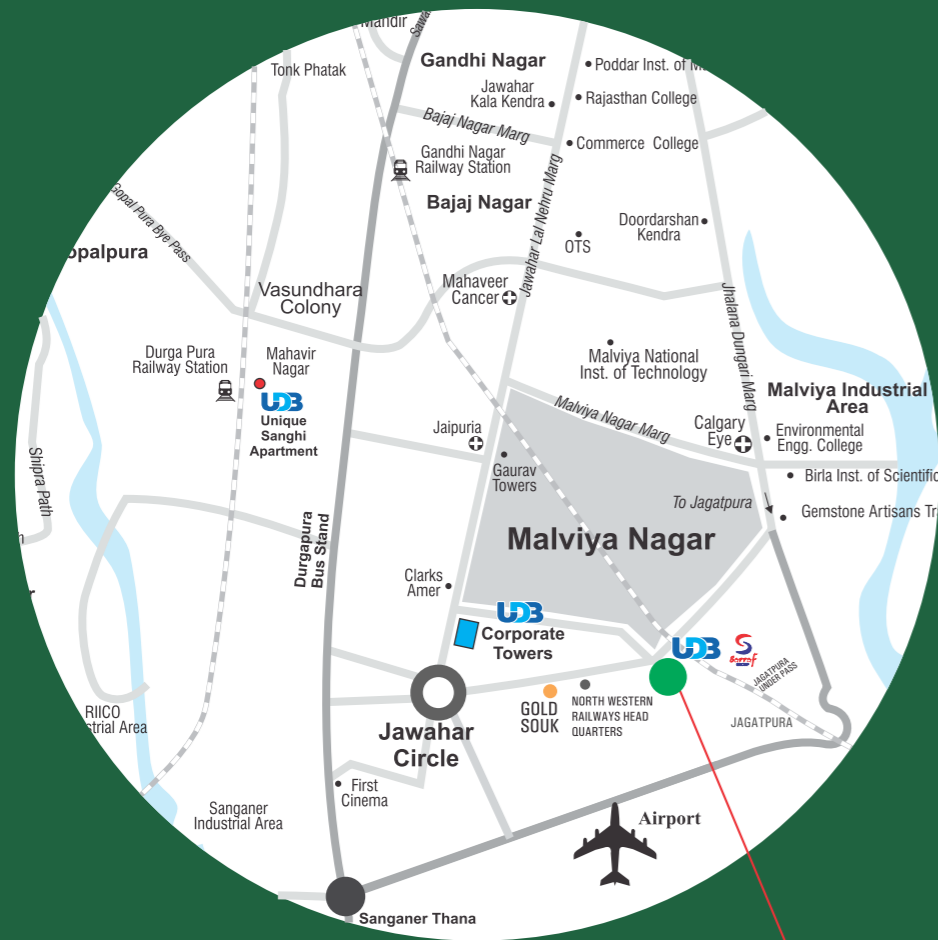 Mandir
Tonk Phatak
Gandhi Nagar
Poddar Inst. of
Jawahar
Kala Kendra
Rajasthan College
Bajaj Nagar Marg
Commerce College
Gandhi Nagar
Railway Station
Jawahar Lal Nehru Marg
Gopal Pura Bye Pass
Bajaj Nagar
Doordarshan
Kendra
OTS
opalpura
Vasundhara
Colony
Mahaveer
Cancer
Jhalana Dungari Marg
Durga Pura
Railway Station
Mahavir
Nagar
UDB
Unique
Sanghi
Apartment
Malviya National
Inst. of Technology
Malviya Industrial
Area
Malviya Nagar Marg
Calgary
Eye
Environmental
Engg. College
Jaipuria
Gaurav
Towers
Birla Inst. of Scientific
Shipra Path
To Jagatpura
Gemstone Artisans
Malviya Nagar
Durgapura
Bus Stand
Clarks
Amer
UDB
Corporate
Towers
UDB
JAGATPURA
UNDER PASS
GOLD
SOUK
NORTH WESTERN
RAILWAYS HEAD
QUARTERS
JAGATPURA
RIICO
strial Area
Jawahar
Circle
First
Cinema
Sanganer
Industrial Area
Airport
Sanganer Thana